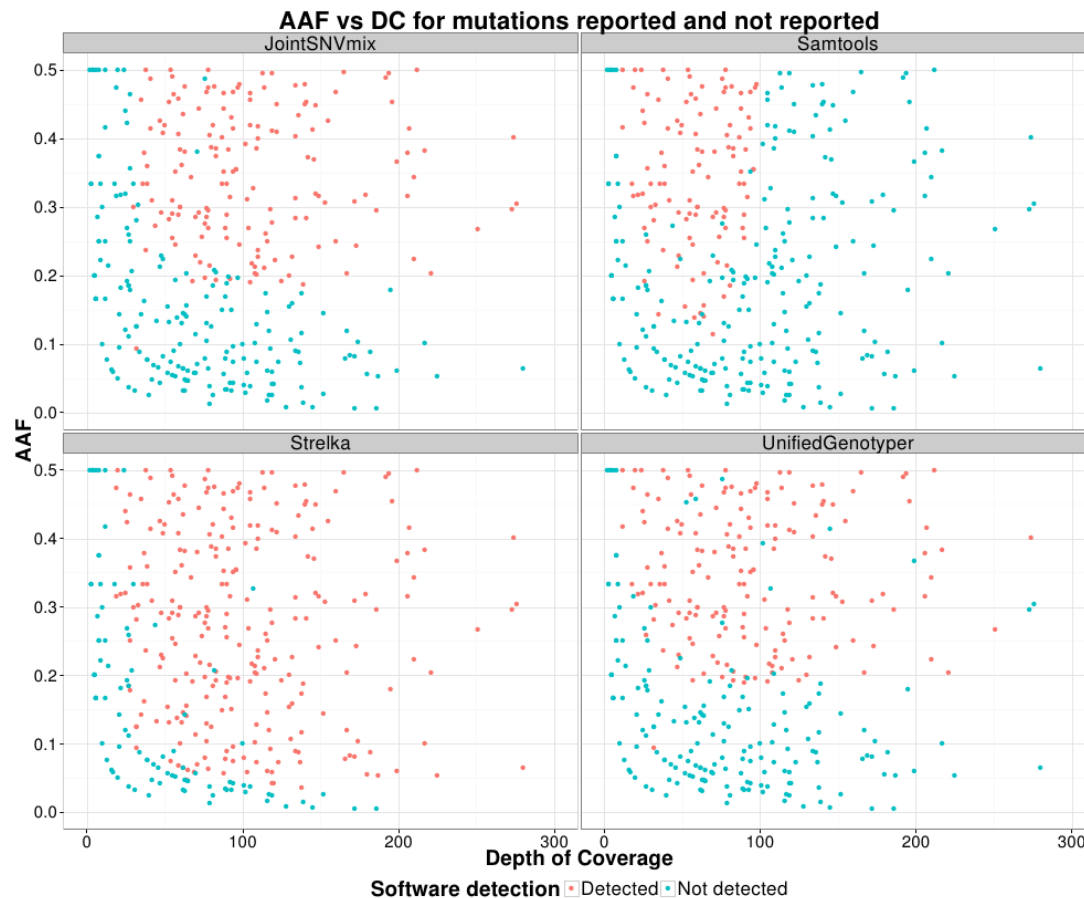 AAF vs DC for mutations reported and not reported
JointSNVmix
Samtools
0.5
0.4
0.3
0.2
0.1
0.0
Strelka
UnifiedGenotyper
0.5
0.4
0.3
0.2
0.1
0.0
AAF
0
100
200
300
0
100
200
300
Depth of Coverage
Software detection Detected Not detected